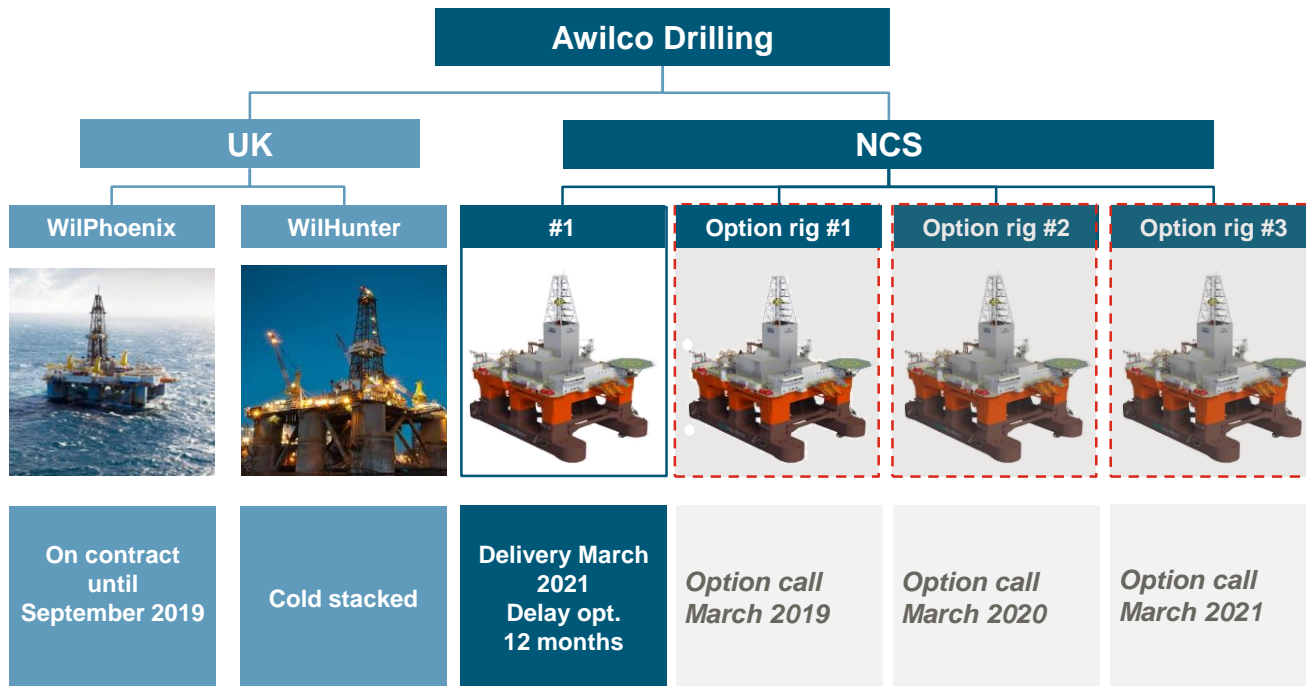 Awilco Drilling
UK
NCS
WilPhoenix
WilHunter
#1
Option rig #1
Option rig #2
Option rig #3
On contract
until
September 2019
Cold stacked
Delivery March
2021
Delay opt.
12 months
Option call
March 2019
Option call
March 2020
Option call
March 2021